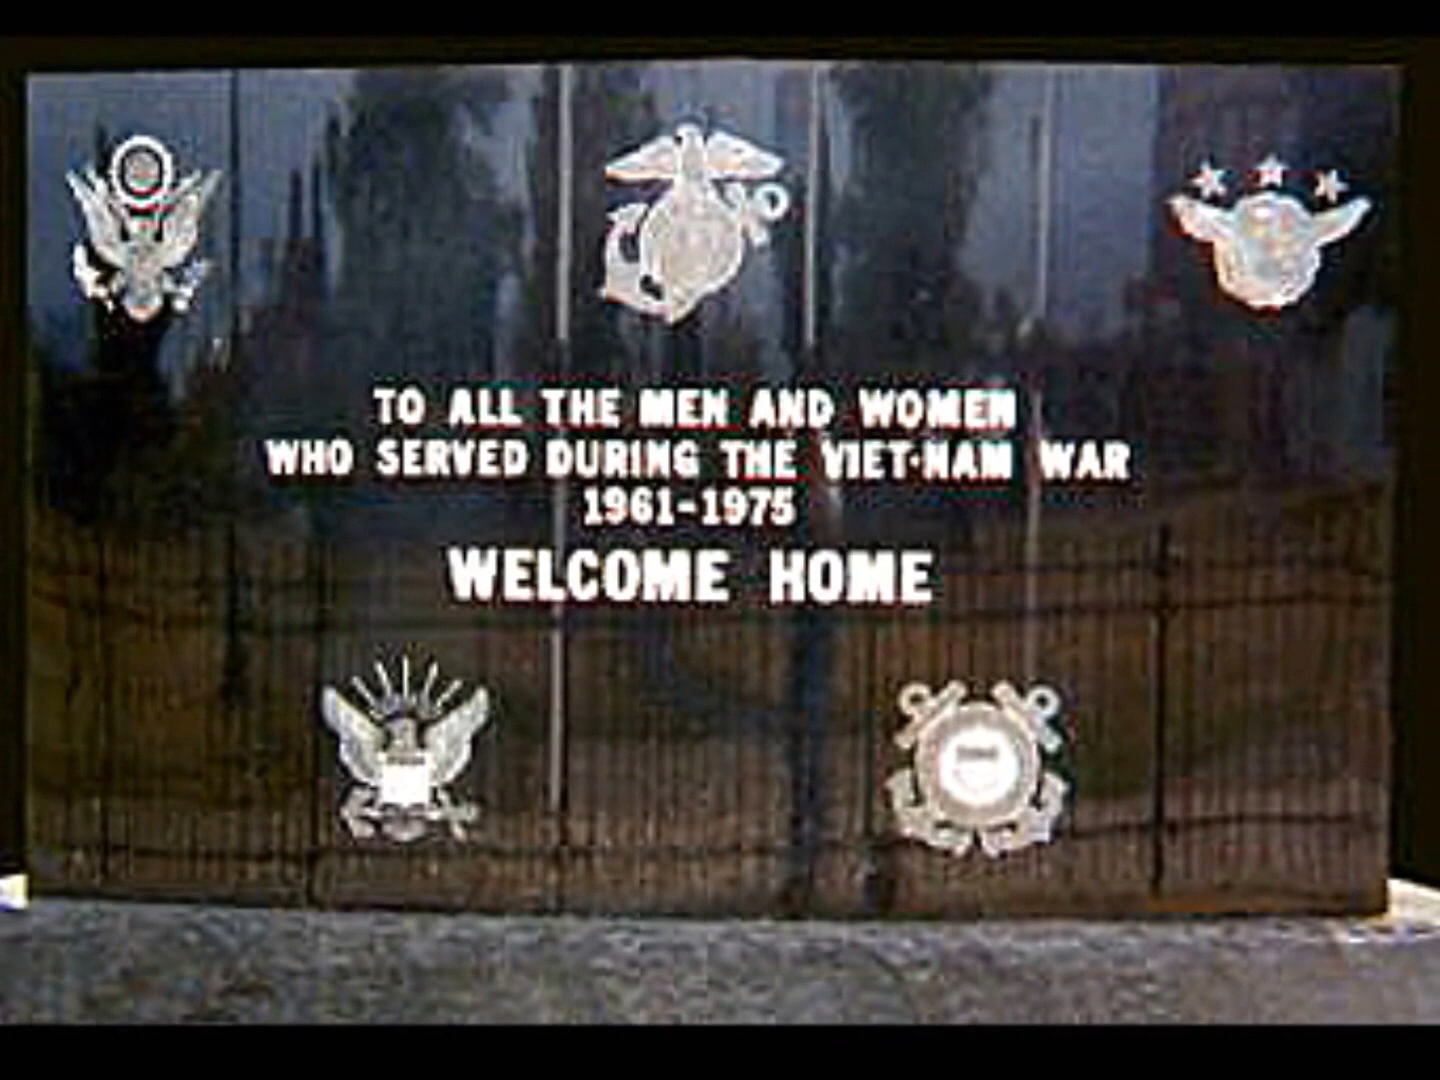 TO ALL THE MEN AND WOMEN
WHO SERVED DURING THE VIET·NAM WAR
1961-1975
WELCOME HOME